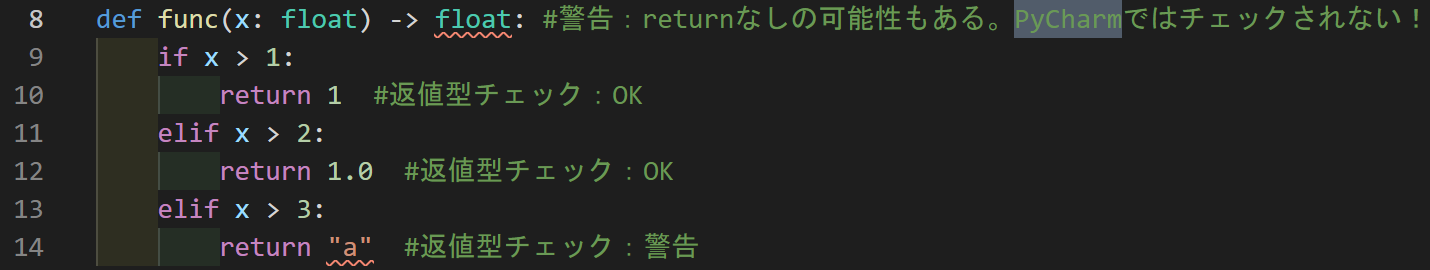 8 def func(x: float) -> float: #警告：returnなしの可能性もある。PyCharmではチェックされない！
9 if x > 1:
10 return 1 #返値型チェック：OK
11 elif x > 2:
12 return 1.0 #返値型チェック：OK
13 elif x > 3:
14 return "a" #返値型チェック：警告